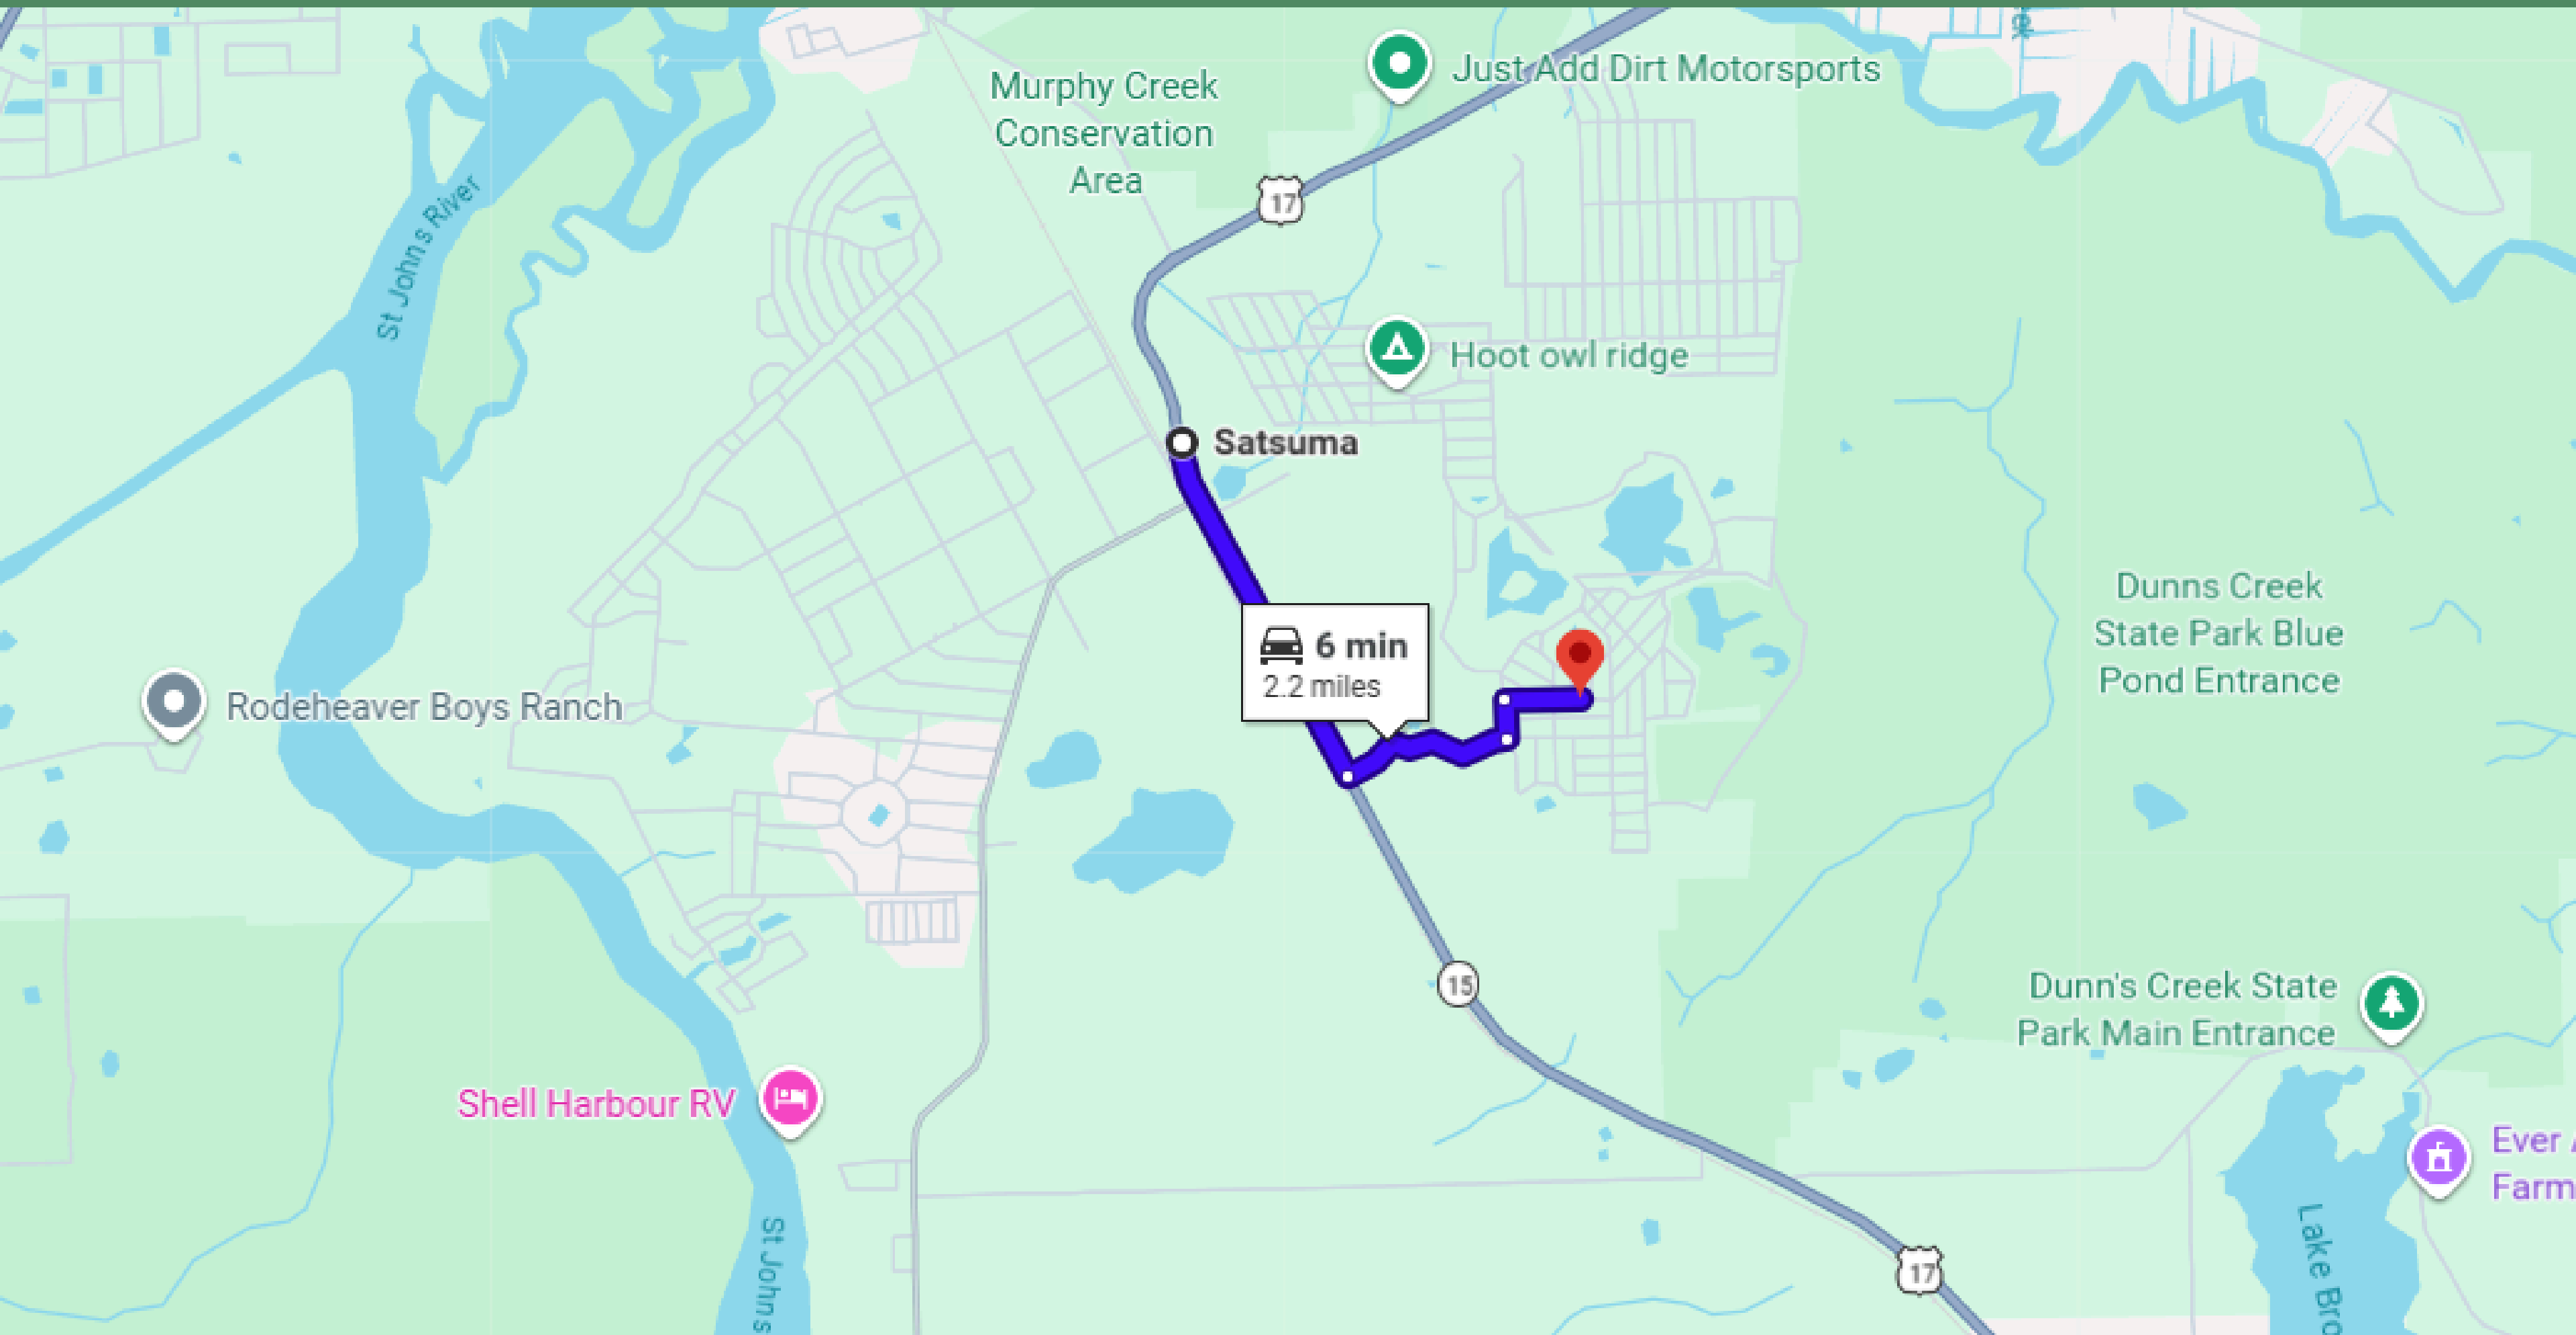 ek
Murphy Creek
Conservation
Area
Just Add Dirt Motorsports
St Johns River
17
Hoot owl ridge
Satsuma
Dunns Creek
State Park Blue
Pond Entrance
6 min
2.2 miles
Rodeheaver Boys Ranch
15
Dunn's Creek State
Park Main Entrance
Shell Harbour RV
Ever
Farm
St Johns
Lake Bro
17